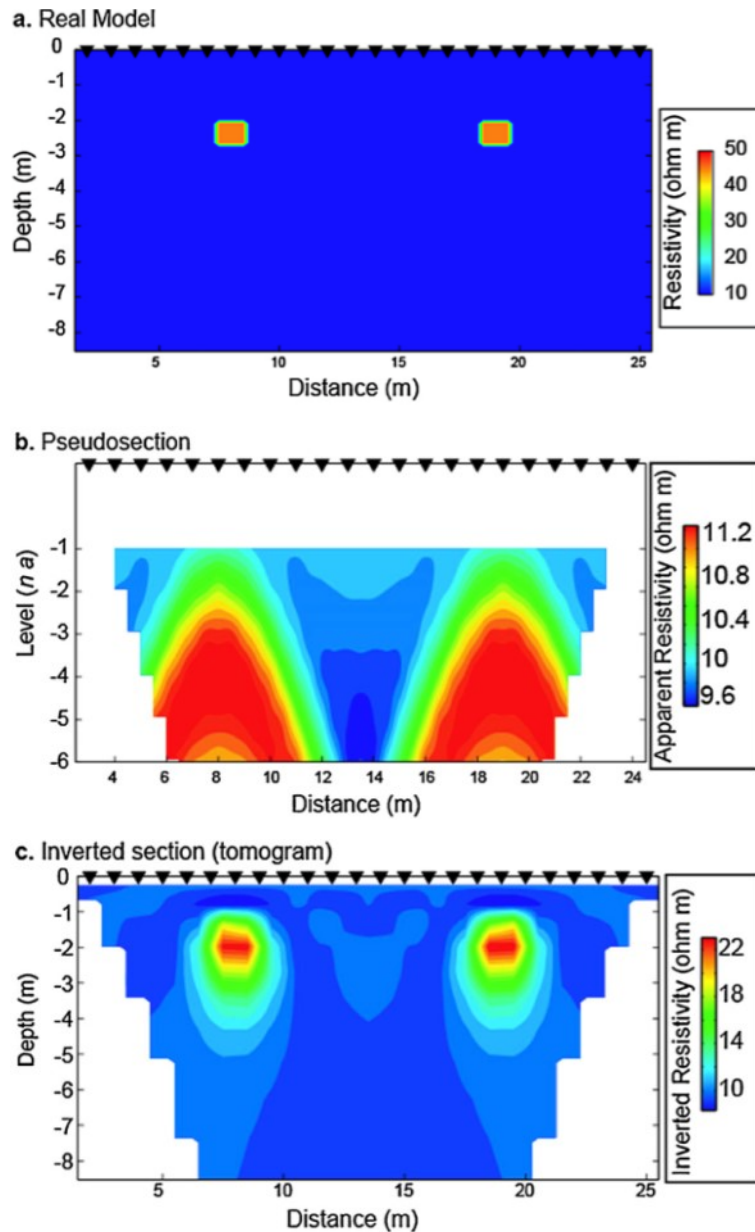 a. Real Model
0
-1
-2
-3
-4
-5
-6
-7
-8
Depth (m)
5 10 15 20 25
Distance (m)
Resistivity (ohm m)
50
40
30
20
10
b. Pseudosection
-1
-2
-3
-4
-5
-6
Level (n a)
4 6 8 10 12 14 16 18 20 22 24
Distance (m)
Apparent Resistivity (ohm m)
11.2
10.8
10.4
10
9.6
c. Inverted section (tomogram)
0
-1
-2
-3
-4
-5
-6
-7
-8
Depth (m)
5 10 15 20 25
Distance (m)
Inverted Resistivity (ohm m)
22
18
14
10